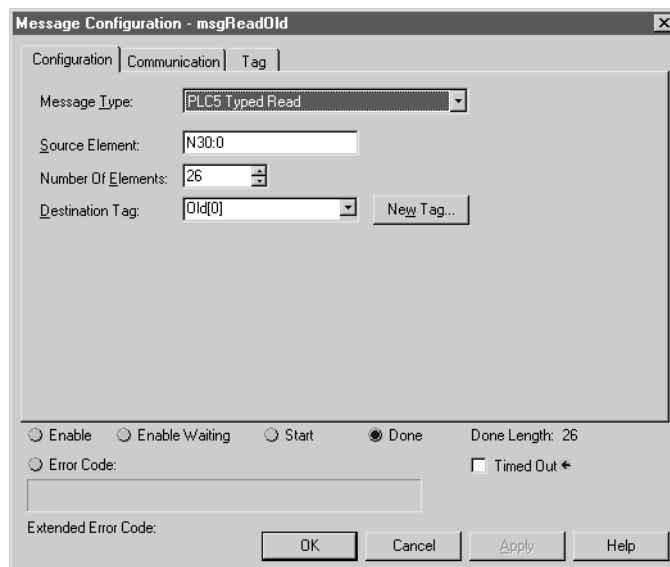 Message Configuration - msgReadOld
Configuration Communication Tag
Message Type: PLC5 Typed Read
Source Element: N30:0
Number Of Elements: 26
Destination Tag: Old[0] New Tag...
Enable Enable Waiting Start Done Done Length: 26
Error Code: Timed Out
Extended Error Code:
OK Cancel Apply Help